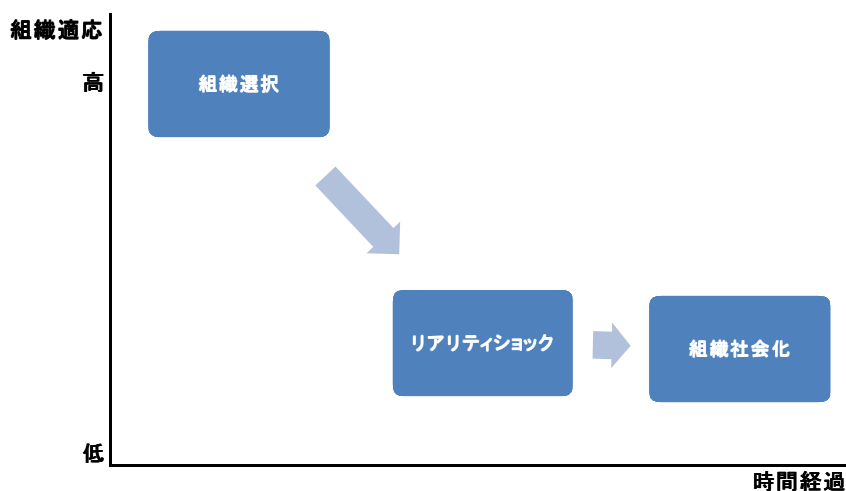 組織適応
高
組織選択
リアリティショック
組織社会化
低
時間経過